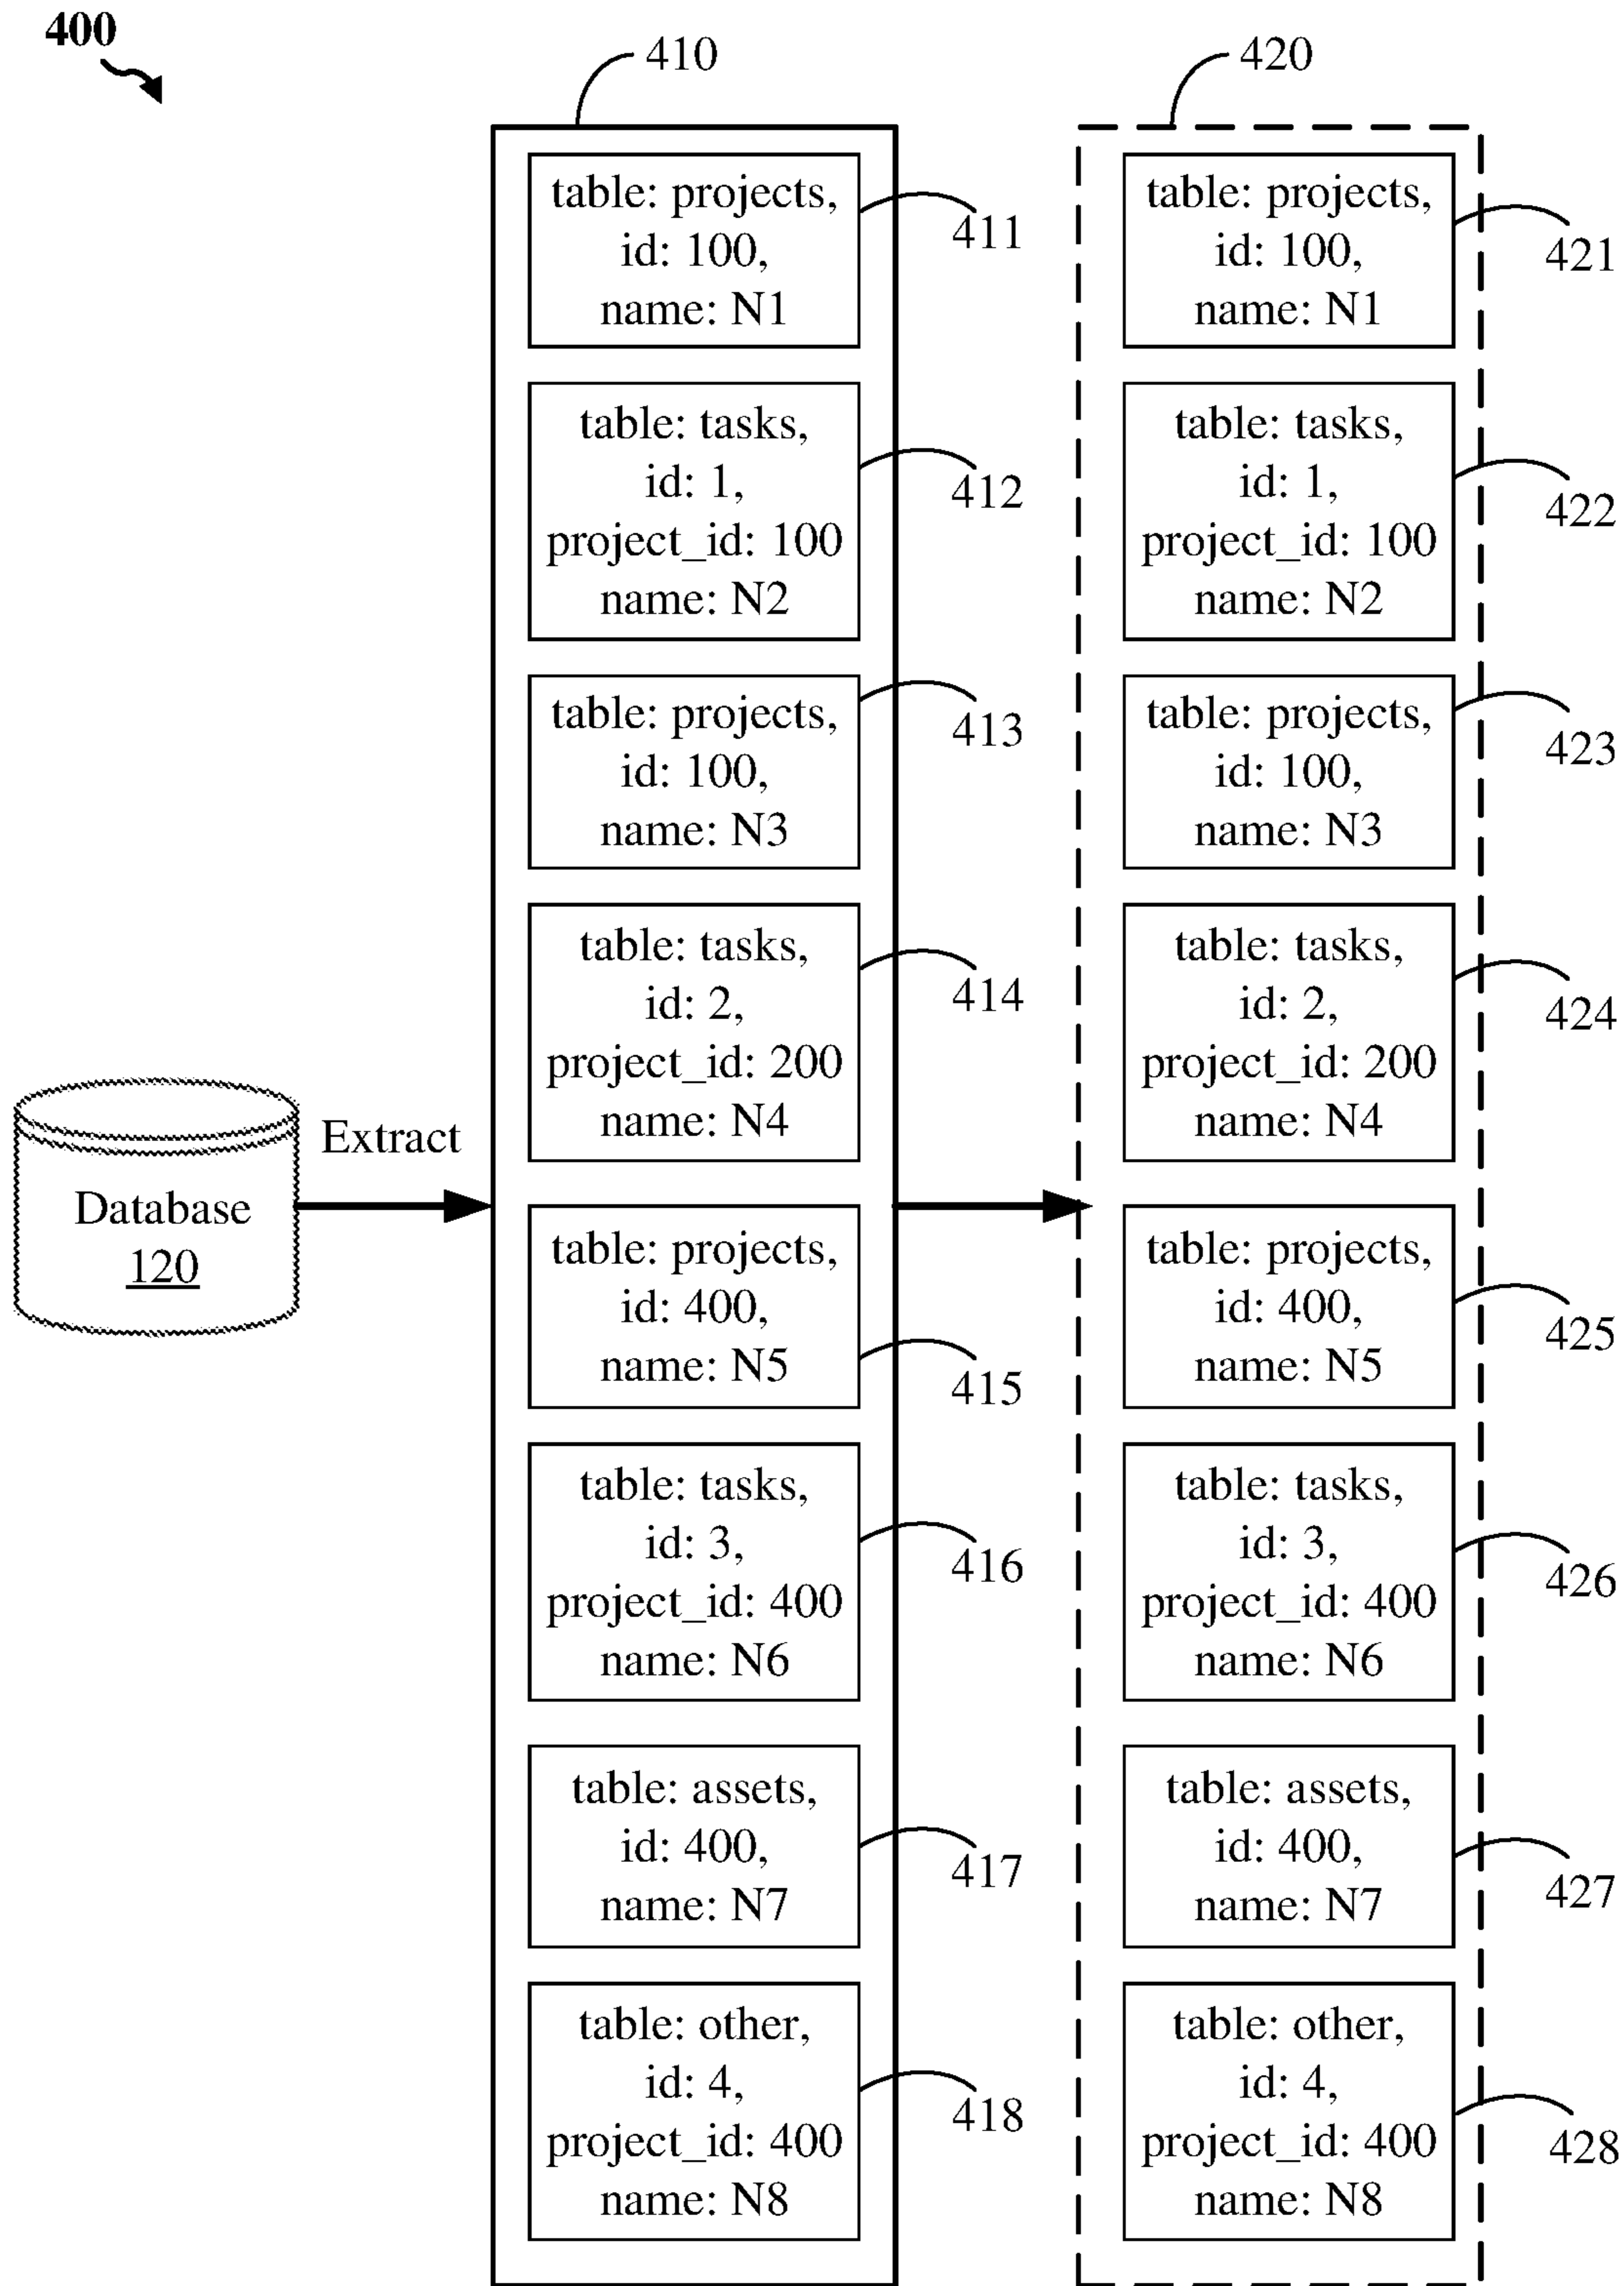 400
410
420
table: projects,
id: 100,
name: N1
411
table: projects,
id: 100,
name: N1
421
table: tasks,
id: 1,
project_id: 100
name: N2
412
table: tasks,
id: 1,
project_id: 100
name: N2
422
table: projects,
id: 100,
name: N3
413
table: projects,
id: 100,
name: N3
423
table: tasks,
id: 2,
project_id: 200
name: N4
414
table: tasks,
id: 2,
project_id: 200
name: N4
424
Extract
Database
120
table: projects,
id: 400,
name: N5
415
table: projects,
id: 400,
name: N5
425
table: tasks,
id: 3,
project_id: 400
name: N6
416
table: tasks,
id: 3,
project_id: 400
name: N6
426
table: assets,
id: 400,
name: N7
417
table: assets,
id: 400,
name: N7
427
table: other,
id: 4,
project_id: 400
name: N8
418
table: other,
id: 4,
project_id: 400
name: N8
428